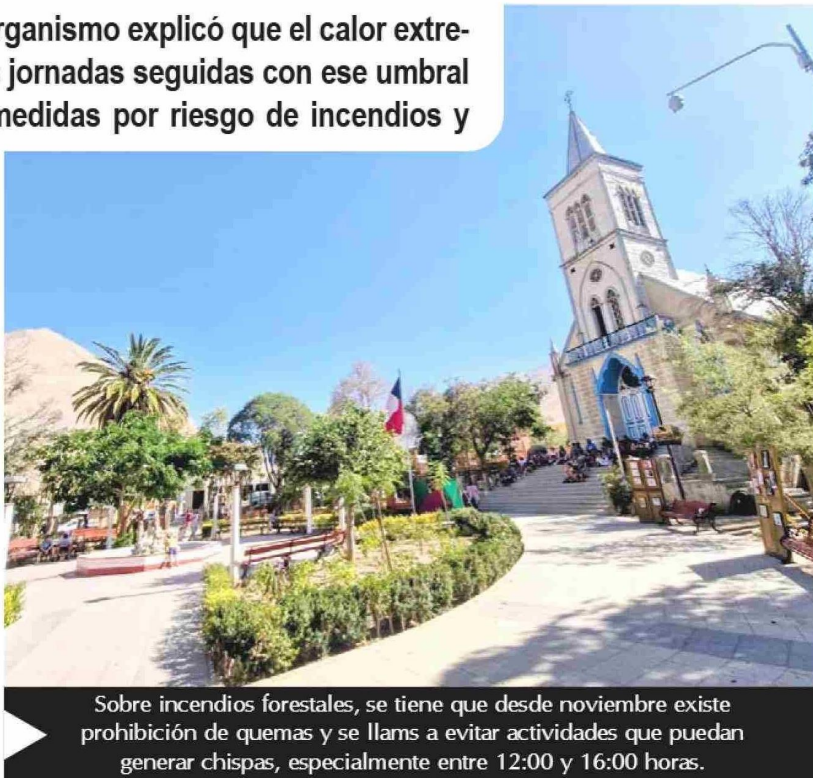 rganismo explicó que el calor extre-
jornadas seguidas con ese umbral
medidas por riesgo de incendios y
Sobre incendios forestales, se tiene que desde noviembre existe
prohibición de quemas y se llams a evitar actividades que puedan
generar chispas, especialmente entre 12:00 y 16:00 horas.